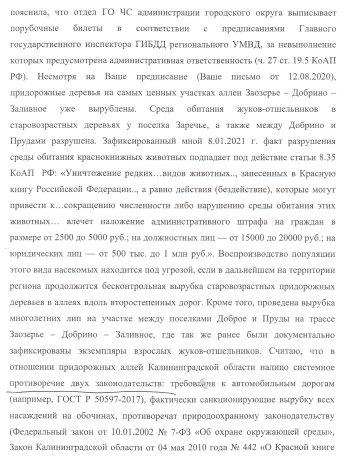 пояснила, что отдел ГО ЧС администрации городского округа выписывает
порубочные билеты в соответствии с предписаниями Главного
государственного инспектора ГИБДД регионального УМВД, за невыполнение
которых предусмотрена административная ответственность (ч. 27 ст. 19.5 КоАП
РФ). Несмотря на Ваше предписание (Ваше письмо от 12.08.2020),
придорожные деревья на самых ценных участках аллеи Заозерье – Добрино –
Заливное уже вырублены. Среда обитания жуков-отшельников в
старовозрастных деревьях у поселка Заречье, а также между Добрино и
Прудами разрушена. Зафиксированный мной 8.01.2021 г. факт разрушения
среды обитания краснокнижных животных подпадает под действие статьи 8.35
КоАП РФ: «Уничтожение редких…видов животных.., занесенных в Красную
книгу Российской Федерации.., а равно действия (бездействие), которые могут
привести к…сокращению численности либо нарушению среды обитания этих
животных… влечет наложение административного штрафа на граждан в
размере от 2500 до 5000 руб.; на должностных лиц — от 15000 до 20000 руб.; на
юридических лиц — от 500 тыс. до 1 млн руб.». Воспроизводство популяции
этого вида насекомых находится под угрозой, если в дальнейшем на территории
региона продолжится бесконтрольная вырубка старовозрастных придорожных
деревьев в аллеях вдоль второстепенных дорог. Кроме того, проведена вырубка
многолетних лип на участке между поселками Доброе и Пруды на трассе
Заозерье – Добрино – Заливное, где так же ранее были документально
зафиксированы экземпляры взрослых жуков-отшельников. Считаю, что в
отношении придорожных аллей Калининградской области налицо системное
противоречие двух законодательств: требования к автомобильным дорогам
(например, ГОСТ Р 50597-2017), фактически санкционирующие вырубку всех
насаждений на обочинах, противоречат природоохранному законодательству
(Федеральный закон от 10.01.2002 № 7-ФЗ «Об охране окружающей среды»,
Закон Калининградской области от 04 мая 2010 года № 442 «О Красной книге